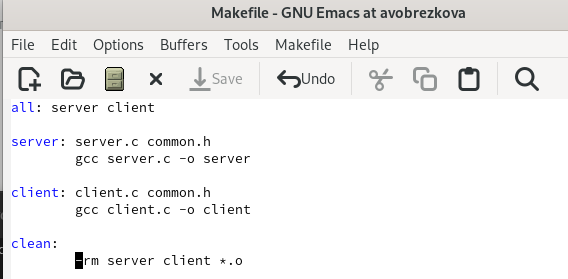 Makefile - GNU Emacs at avobrezkova
File Edit Options Buffers Tools Makefile Help
Save Undo
all: server client
server: server.c common.h
gcc server.c -o server
client: client.c common.h
gcc client.c -o client
clean:
-rm server client *.o